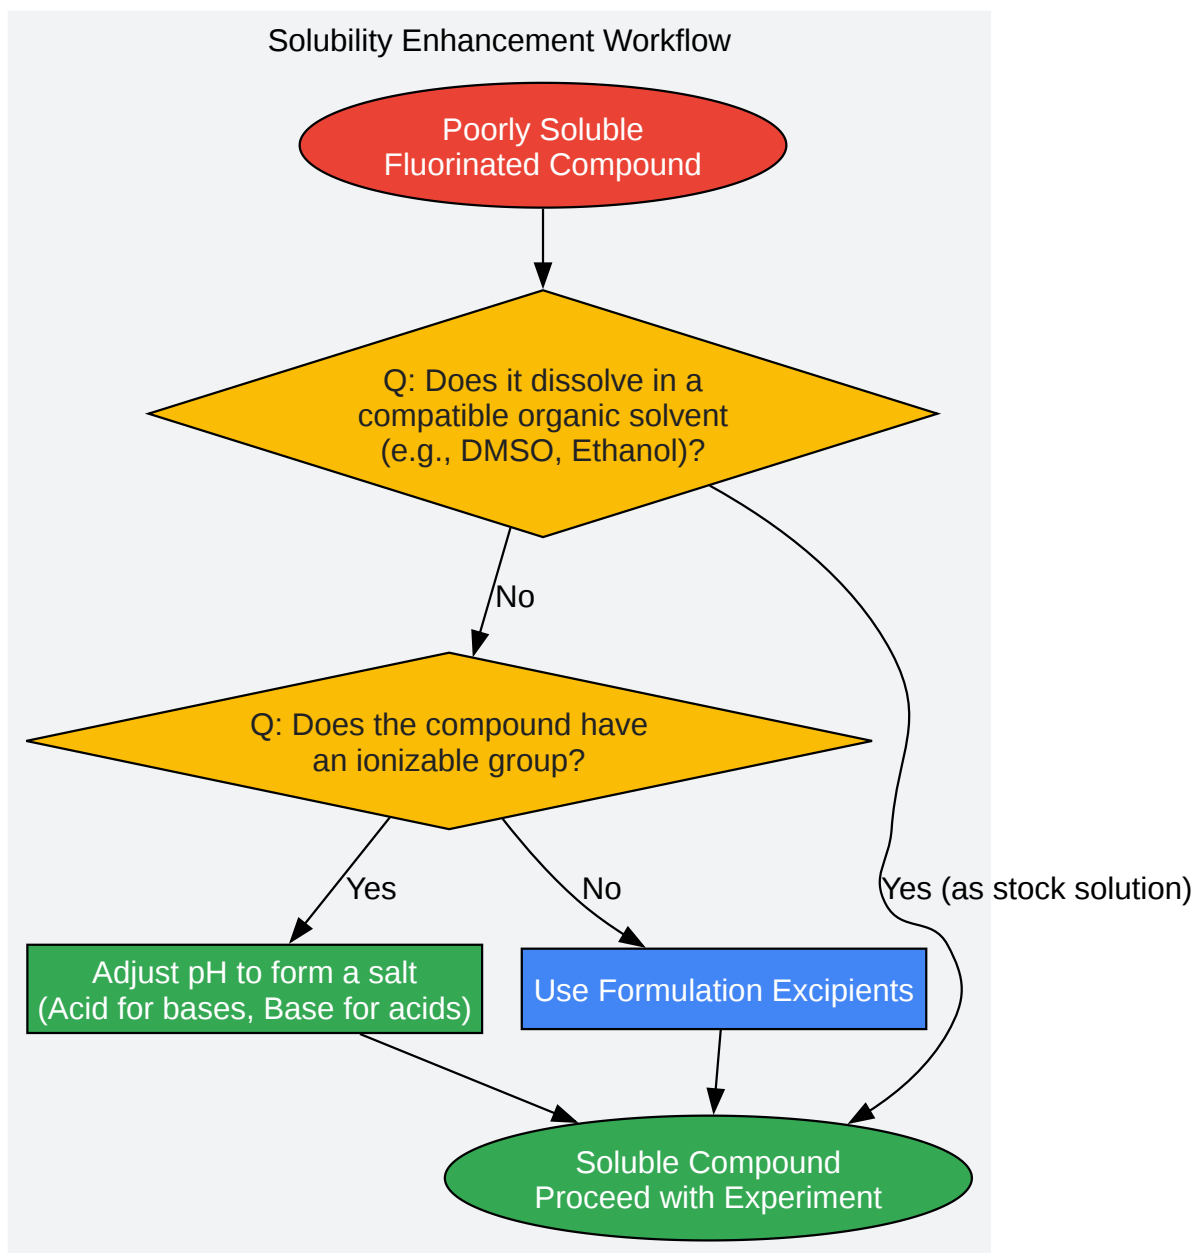 Solubility Enhancement Workflow
Poorly Soluble
Fluorinated Compound
Q: Does it dissolve in a
compatible organic solvent
(e.g., DMSO, Ethanol)?
No
Q: Does the compound have
an ionizable group?
Yes
No
Yes (as stock solution)
Adjust pH to form a salt
(Acid for bases, Base for acids)
Use Formulation Excipients
Soluble Compound
Proceed with Experiment